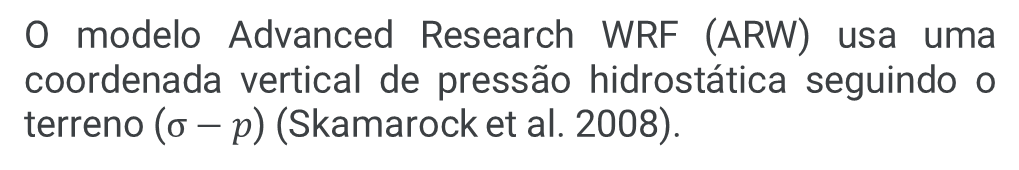 O modelo Advanced Research WRF (ARW) usa uma
coordenada vertical de pressão hidrostática seguindo o
terreno (σ − p) (Skamarock et al. 2008).